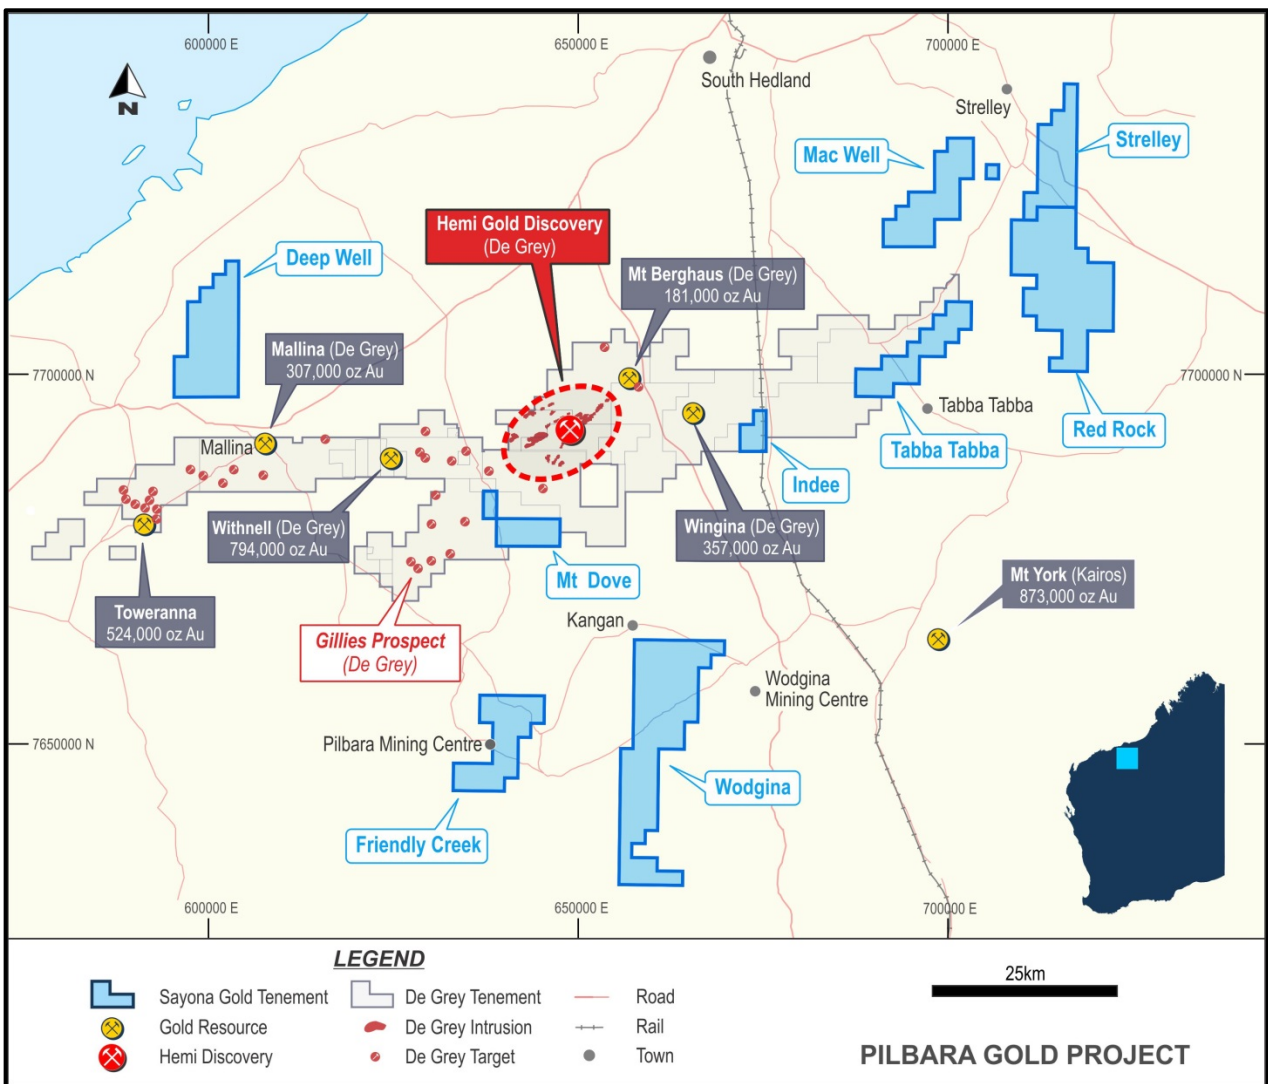 600000 E
650000 E
700000 E
N
South Hedland
Strelley
Strelley
Mac Well
Hemi Gold Discovery
(De Grey)
Deep Well
Mt Berghaus (De Grey)
181,000 oz Au
Mallina (De Grey)
307,000 oz Au
7700000 N
7700000 N
Tabba Tabba
Red Rock
Mallina
Tabba Tabba
Indee
Withnell (De Grey)
794,000 oz Au
Wingina (De Grey)
357,000 oz Au
Mt Dove
Mt York (Kairos)
873,000 oz Au
Toweranna
524,000 oz Au
Kangan
Gillies Prospect
(De Grey)
Wodgina
Mining Centre
Pilbara Mining Centre
7650000 N
Wodgina
Friendly Creek
600000 E
650000 E
700000 E
LEGEND
Sayona Gold Tenement
De Grey Tenement
Road
Gold Resource
De Grey Intrusion
Rail
Hemi Discovery
De Grey Target
Town
25km
PILBARA GOLD PROJECT